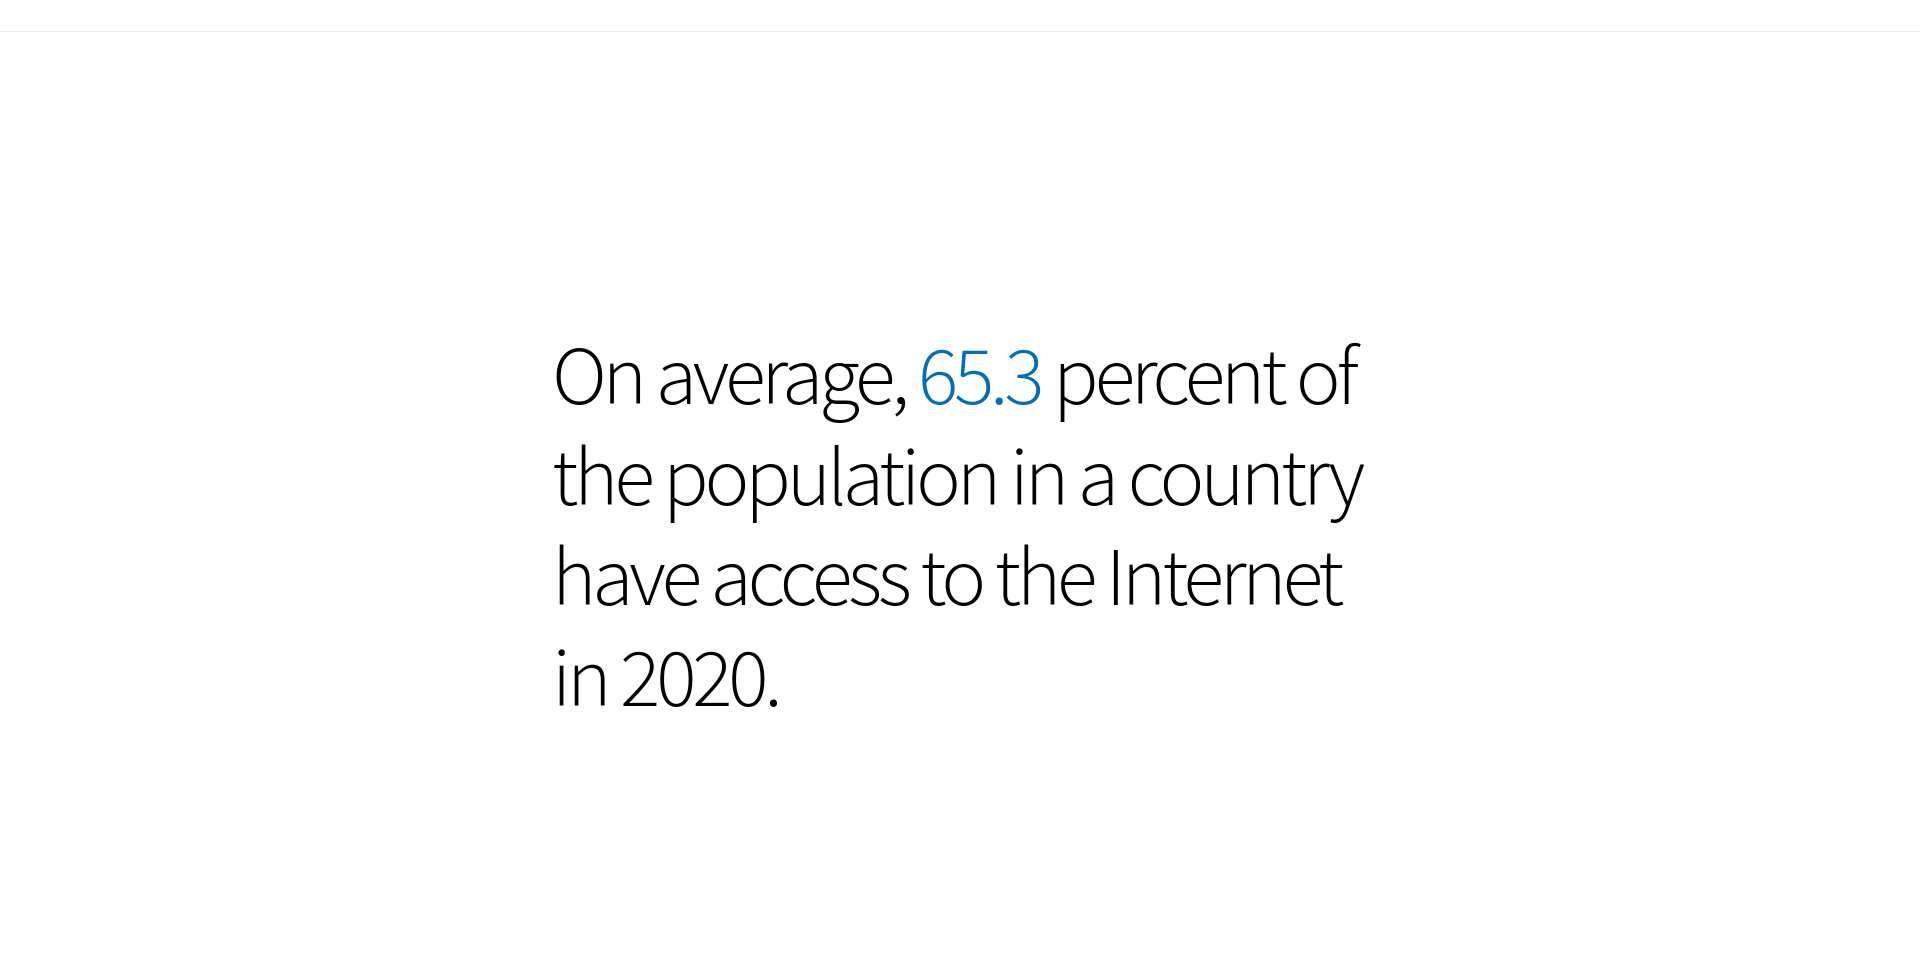 On average, 65.3 percent of
the population in a country
have access to the Internet
in 2020.